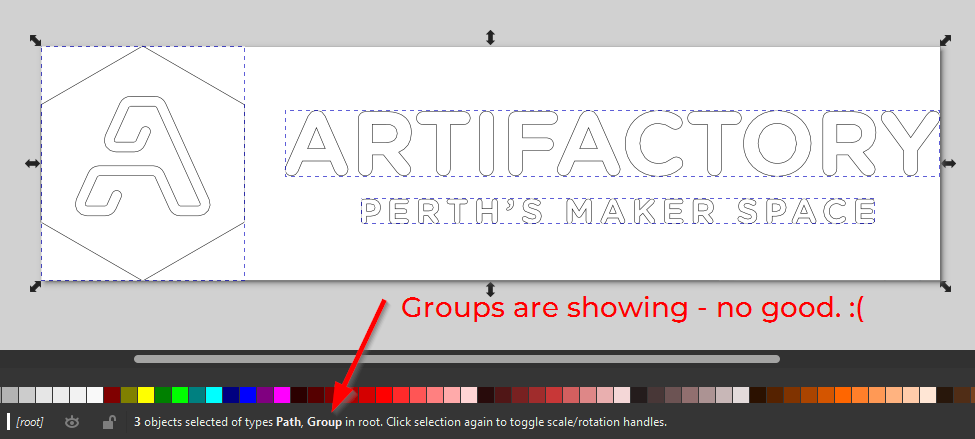 A
ARTIFACTORY
PERTH'S MAKER SPACE
Groups are showing - no good. :(
[root] 3 objects selected of types Path, Group in root. Click selection again to toggle scale/rotation handles.